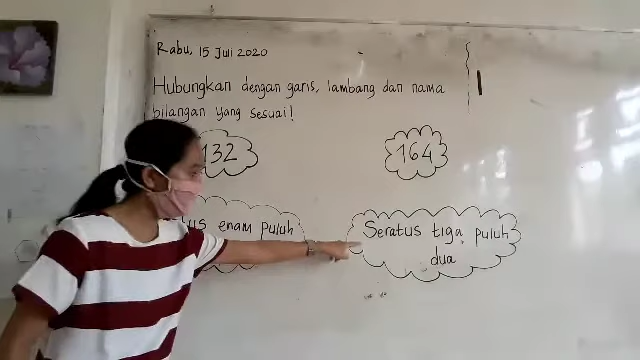 Rabu, 15 Juli 2020
Hubungkan dengan garis, lambang dan nama
bilangan yang sesuai!
132
164
enam puluh
Seratus tiga puluh
dua